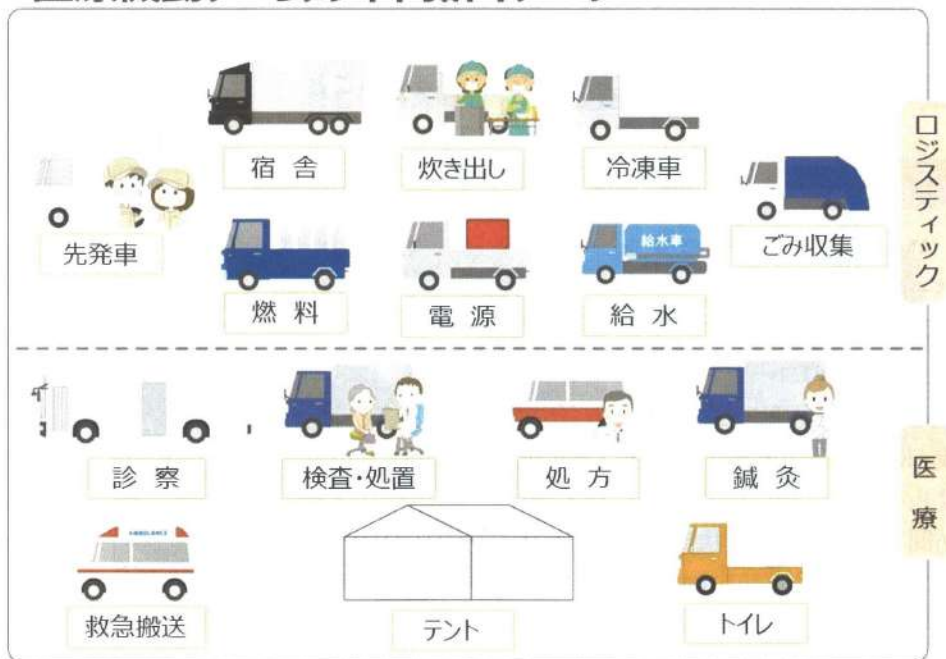 宿舎
炊き出し
冷凍車
先発車
ごみ収集
給水車
燃料
電源
給水
ロジスティック
診察
検査・処置
処方
鍼灸
AMBULANCE
救急搬送
テント
トイレ
医療